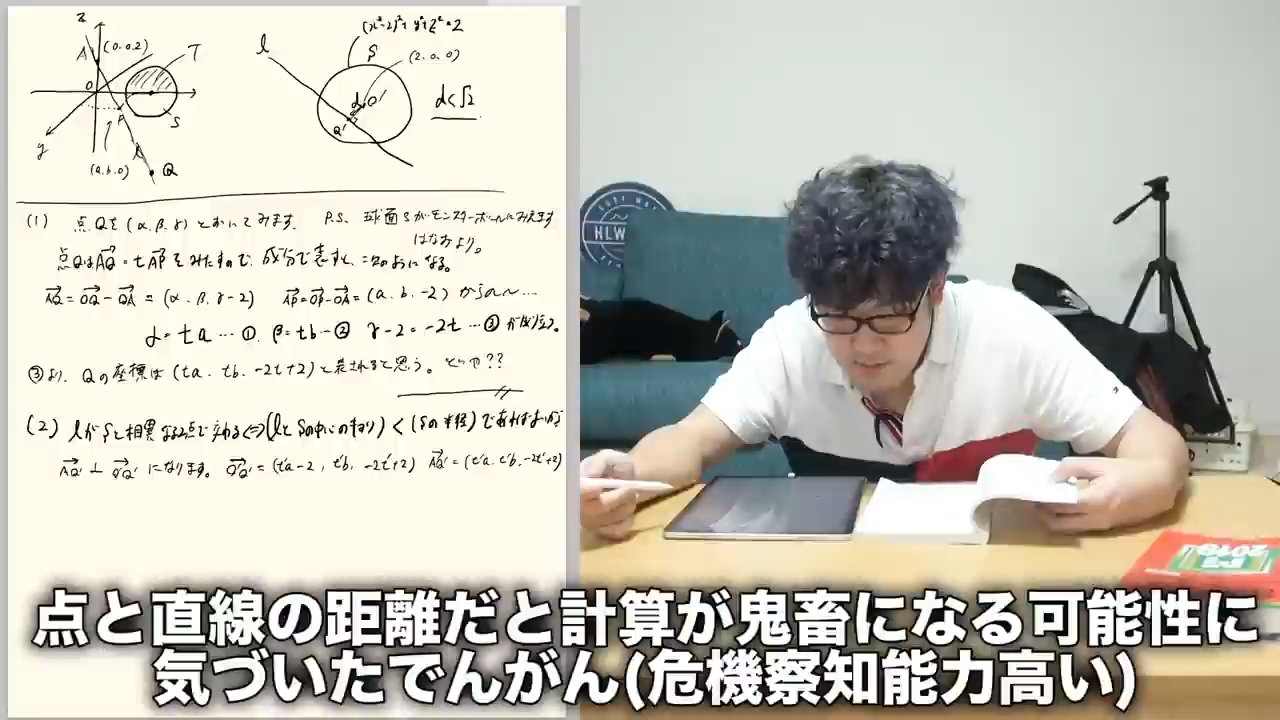 z
A
(0.0.2)
T
O
P
S
y
(a.b.0)
l
Q
l
(x-2)²+y²+z²=2
S
(2.0.0)
d
O'
Q'
d<√2
(1) 点Qを(α,β,γ)とおいてみます. P.S. 球面Sがモンスターボールにみえます
はなおより。
点QはAQ=tAPをみたすので、成分で表すと、次のようになる。
AQ=OQ-OA=(α,β,γ-2) AP=OP-OA=(a,b,-2)から
α=ta…① β=tb…② γ-2=-2t…③が成り立つ。
③より. Qの座標は(ta, tb, -2t+2)と表されると思う。どうや??
(2) lがSと相異なる2点で交わる⇔(lとSの中心のキョリ)<(Sの半径)であればよいので
AQ'⊥O'Q'になります。O'Q'=(t'a-2, t'b, -2t'+2) AQ'=(t'a, t'b, -2t'+2)
HLW
2019
点と直線の距離だと計算が鬼畜になる可能性に
気づいたでんがん(危機察知能力高い)